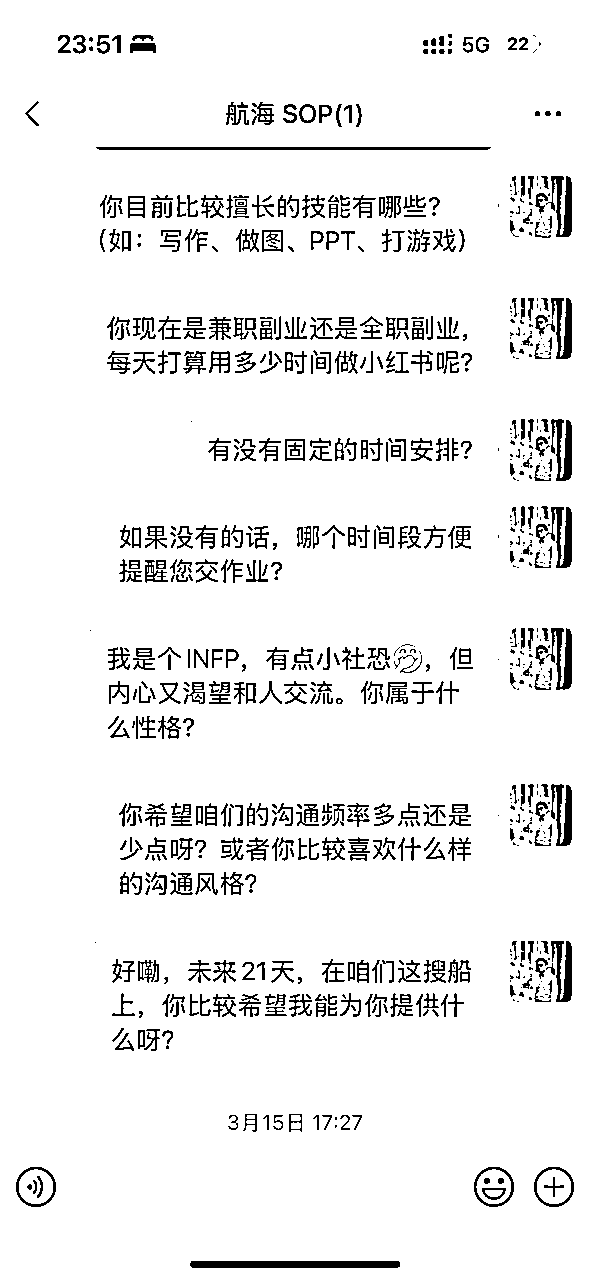 23:51
5G
22
航海 SOP(1)
你目前比较擅长的技能有哪些？
（如：写作、做图、PPT、打游戏）
你现在是兼职副业还是全职副业，
每天打算用多少时间做小红书呢？
有没有固定的时间安排？
如果没有的话，哪个时间段方便
提醒您交作业？
我是个INFP，有点小社恐🤭，但
内心又渴望和人交流。你属于什
么性格？
你希望咱们的沟通频率多点还是
少点呀？或者你比较喜欢什么样
的沟通风格？
好嘞，未来21天，在咱们这搜船
上，你比较希望我能为你提供什
么呀？
3月15日 17:27